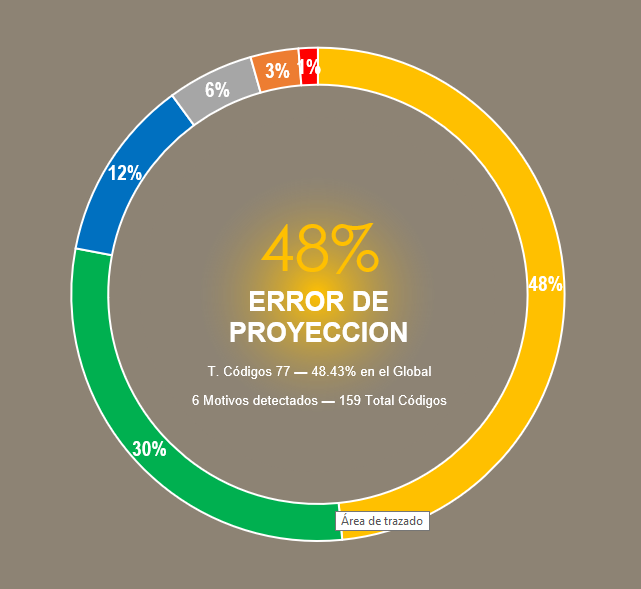 1%
3%
6%
12%
48%
ERROR DE
PROYECCION
48%
T. Códigos 77 — 48.43% en el Global
6 Motivos detectados — 159 Total Códigos
30%
Área de trazado